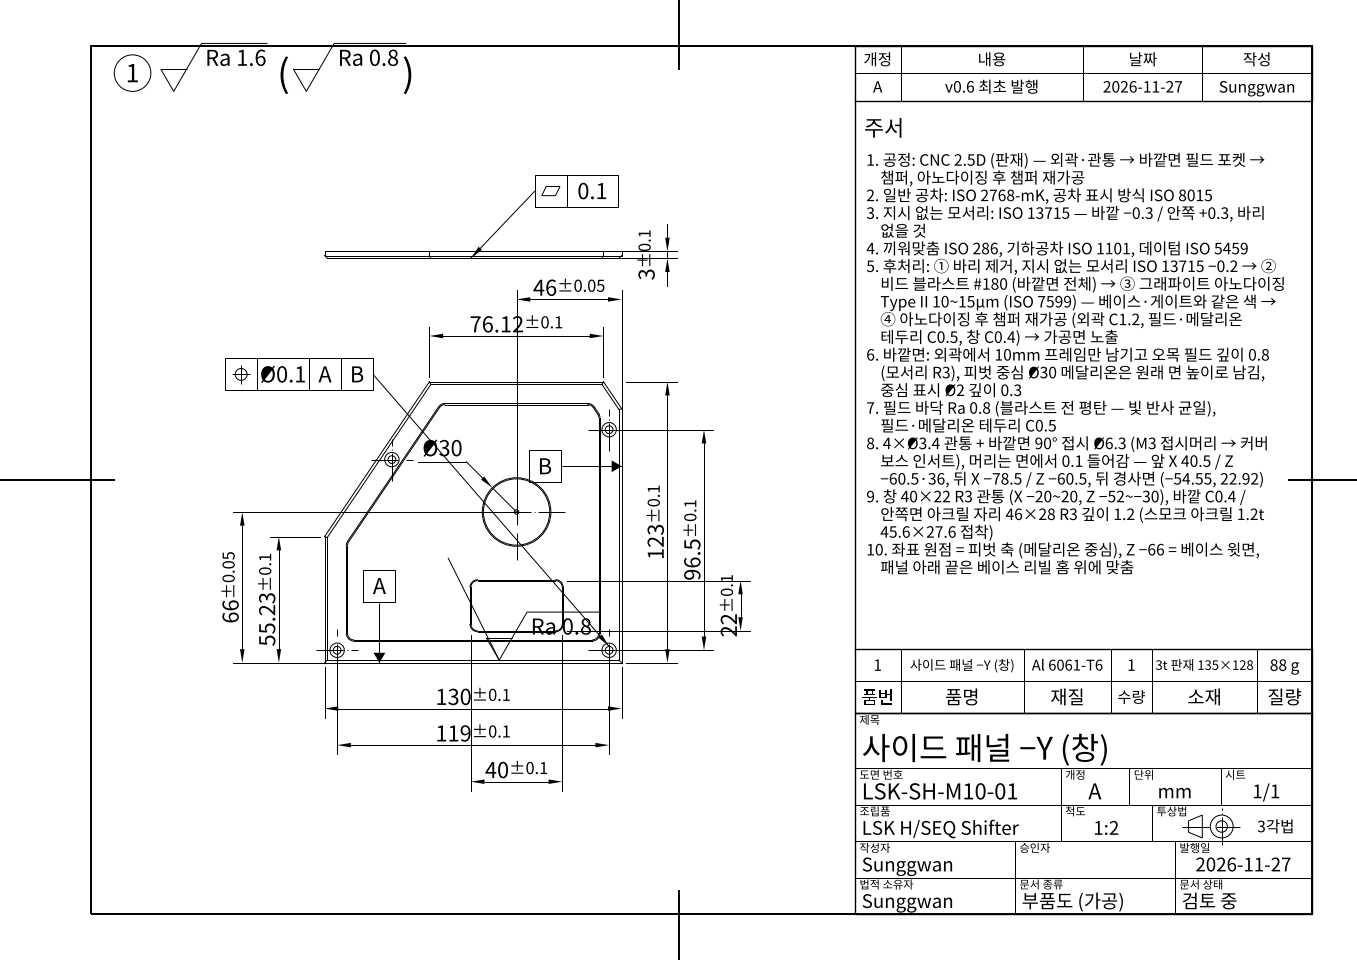 1 Ra 1.6 ( Ra 0.8 )
0.1
3±0.1
46±0.05
76.12±0.1
Ø0.1 A B
Ø30
B
A
66±0.05
55.23±0.1
123±0.1
96.5±0.1
22±0.1
Ra 0.8
130±0.1
119±0.1
40±0.1
개정 내용 날짜 작성
A v0.6 최초 발행 2026-11-27 Sunggwan
주서
1. 공정: CNC 2.5D (판재) — 외곽·관통 → 바깥면 필드 포켓 →
챔퍼, 아노다이징 후 챔퍼 재가공
2. 일반 공차: ISO 2768-mK, 공차 표시 방식 ISO 8015
3. 지시 없는 모서리: ISO 13715 — 바깥 −0.3 / 안쪽 +0.3, 바리
없을 것
4. 끼워맞춤 ISO 286, 기하공차 ISO 1101, 데이텀 ISO 5459
5. 후처리: ① 바리 제거, 지시 없는 모서리 ISO 13715 −0.2 → ②
비드 블라스트 #180 (바깥면 전체) → ③ 그래파이트 아노다이징
Type II 10~15μm (ISO 7599) — 베이스·게이트와 같은 색 →
④ 아노다이징 후 챔퍼 재가공 (외곽 C1.2, 필드·메달리온
테두리 C0.5, 창 C0.4) → 가공면 노출
6. 바깥면: 외곽에서 10mm 프레임만 남기고 오목 필드 깊이 0.8
(모서리 R3), 피벗 중심 Ø30 메달리온은 원래 면 높이로 남김,
중심 표시 Ø2 깊이 0.3
7. 필드 바닥 Ra 0.8 (블라스트 전 평탄 — 빛 반사 균일),
필드·메달리온 테두리 C0.5
8. 4×Ø3.4 관통 + 바깥면 90° 접시 Ø6.3 (M3 접시머리 → 커버
보스 인서트), 머리는 면에서 0.1 들어감 — 앞 X 40.5 / Z
−60.5·36, 뒤 X −78.5 / Z −60.5, 뒤 경사면 (−54.55, 22.92)
9. 창 40×22 R3 관통 (X −20~20, Z −52~−30), 바깥 C0.4 /
안쪽면 아크릴 자리 46×28 R3 깊이 1.2 (스모크 아크릴 1.2t
45.6×27.6 접착)
10. 좌표 원점 = 피벗 축 (메달리온 중심), Z −66 = 베이스 윗면,
패널 아래 끝은 베이스 리빌 홈 위에 맞춤
1 사이드 패널 −Y (창) Al 6061-T6 1 3t 판재 135×128 88 g
품번 품명 재질 수량 소재 질량
제목
사이드 패널 −Y (창)
도면 번호 개정 단위 시트
LSK-SH-M10-01 A mm 1/1
조립품 척도 투상법
LSK H/SEQ Shifter 1:2 3각법
작성자 승인자 발행일
Sunggwan 2026-11-27
법적 소유자 문서 종류 문서 상태
Sunggwan 부품도 (가공) 검토 중